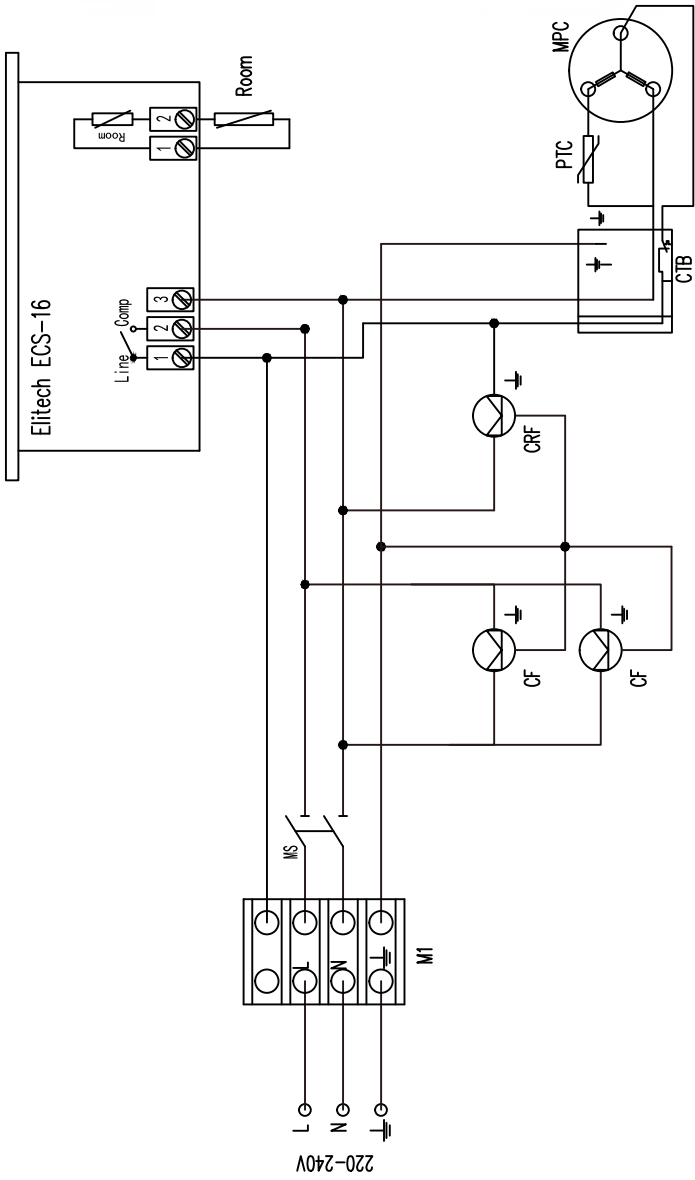 Elitech ECS-16
Line
Comp
1
2
3
Room
1
2
Room
MPC
PTC
CTB
CRF
CF
CF
MS
M1
L
N
L
N
220-240V